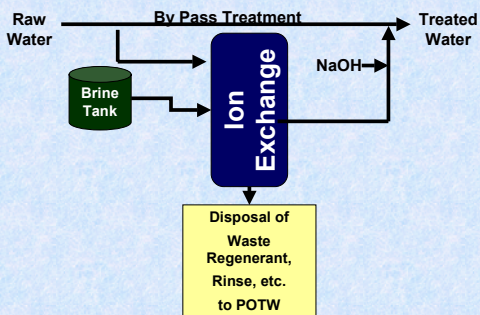 Raw
Water
By Pass Treatment
Treated
Water
NaOH
Brine
Tank
Ion
Exchange
Disposal of
Waste
Regenerant,
Rinse, etc.
to POTW